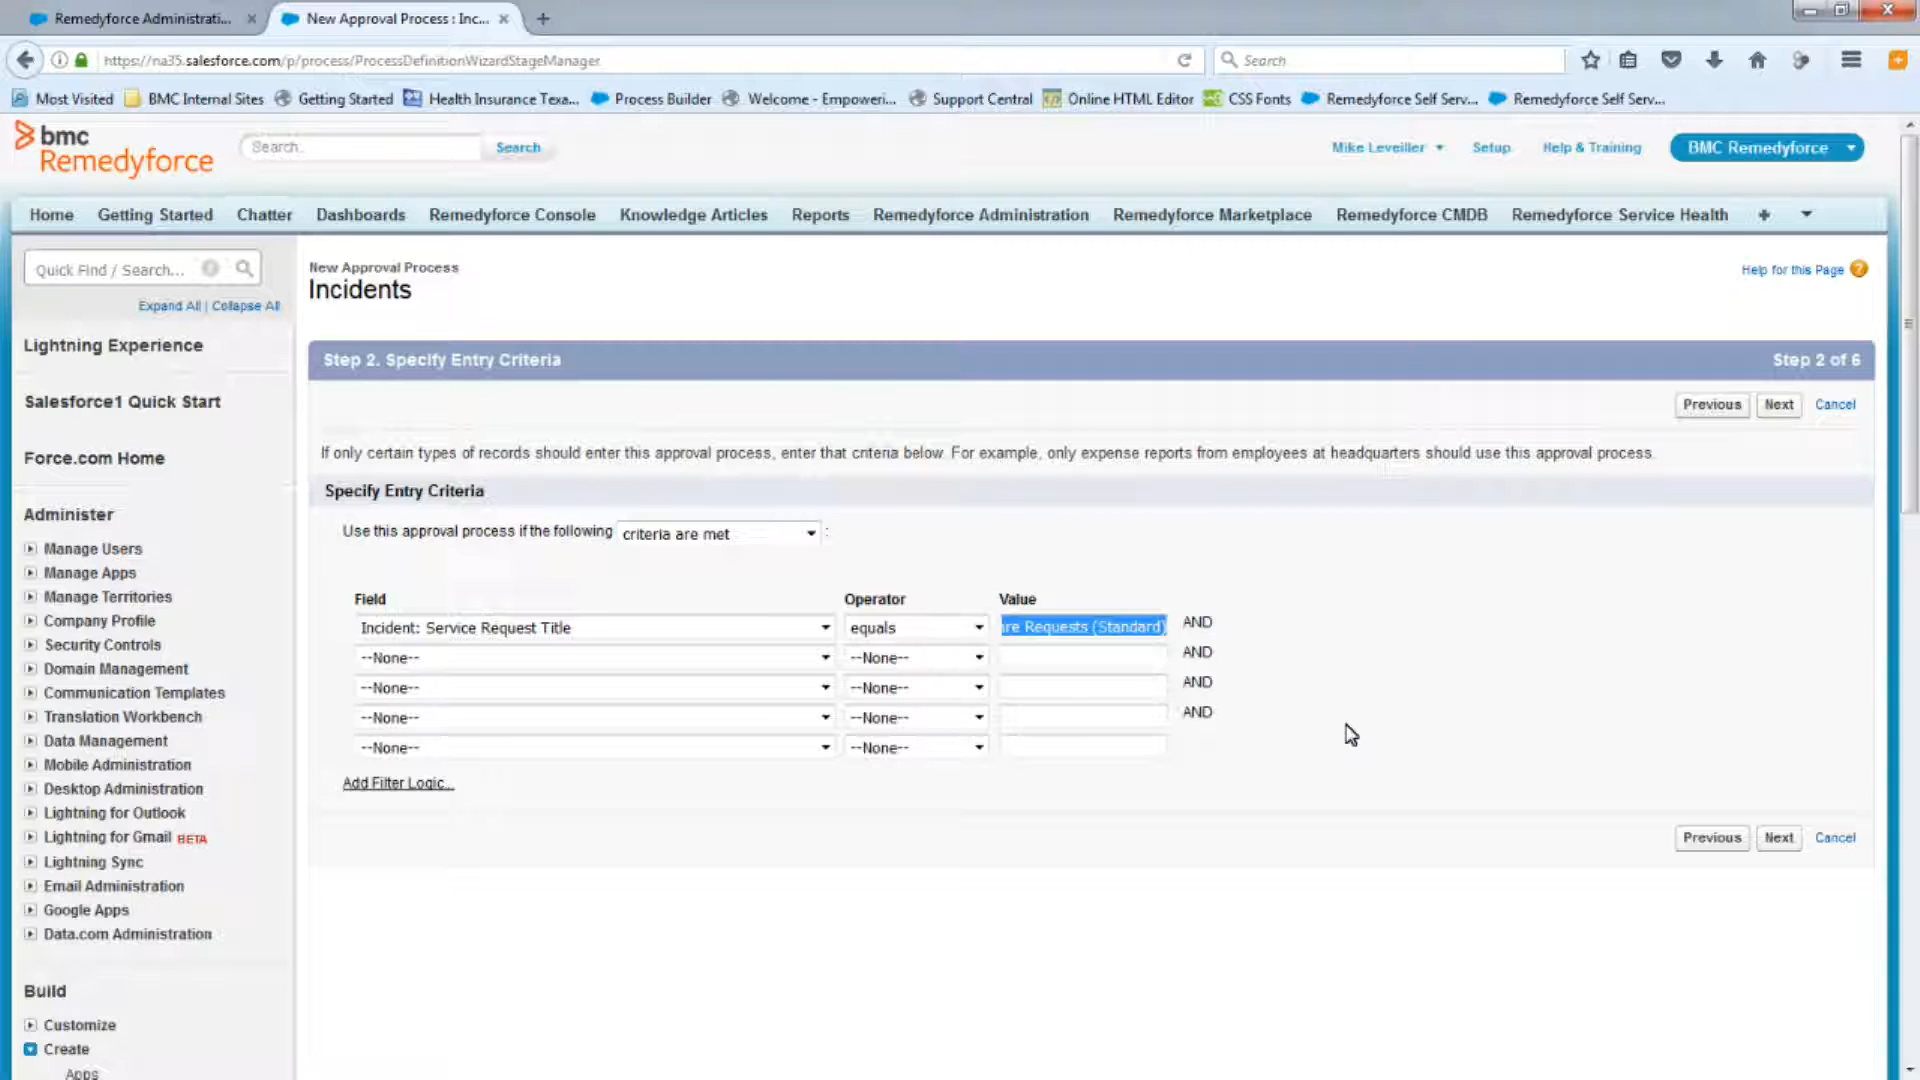 Remedyforce Administrati...
New Approval Process : Inc...
https://na35.salesforce.com/p/process/ProcessDefinitionWizardStageManager
Search
Most Visited
BMC Internal Sites
Getting Started
Health Insurance Texa...
Process Builder
Welcome - Empoweri...
Support Central
Online HTML Editor
CSS Fonts
Remedyforce Self Serv...
Remedyforce Self Serv...
bmc
Remedyforce
Search...
Search
Mike Leveiller
Setup
Help & Training
BMC Remedyforce
Home
Getting Started
Chatter
Dashboards
Remedyforce Console
Knowledge Articles
Reports
Remedyforce Administration
Remedyforce Marketplace
Remedyforce CMDB
Remedyforce Service Health
Quick Find / Search...
Expand All | Collapse All
Lightning Experience
Salesforce1 Quick Start
Force.com Home
Administer
Manage Users
Manage Apps
Manage Territories
Company Profile
Security Controls
Domain Management
Communication Templates
Translation Workbench
Data Management
Mobile Administration
Desktop Administration
Lightning for Outlook
Lightning for Gmail BETA
Lightning Sync
Email Administration
Google Apps
Data.com Administration
Build
Customize
Create
Apps
New Approval Process
Incidents
Help for this Page
Step 2. Specify Entry Criteria
Step 2 of 6
Previous
Next
Cancel
If only certain types of records should enter this approval process, enter that criteria below. For example, only expense reports from employees at headquarters should use this approval process.
Specify Entry Criteria
Use this approval process if the following criteria are met :
Field Operator Value
Incident: Service Request Title equals are Requests (Standard) AND
--None-- --None-- AND
--None-- --None-- AND
--None-- --None-- AND
--None-- --None--
Add Filter Logic...
Previous
Next
Cancel